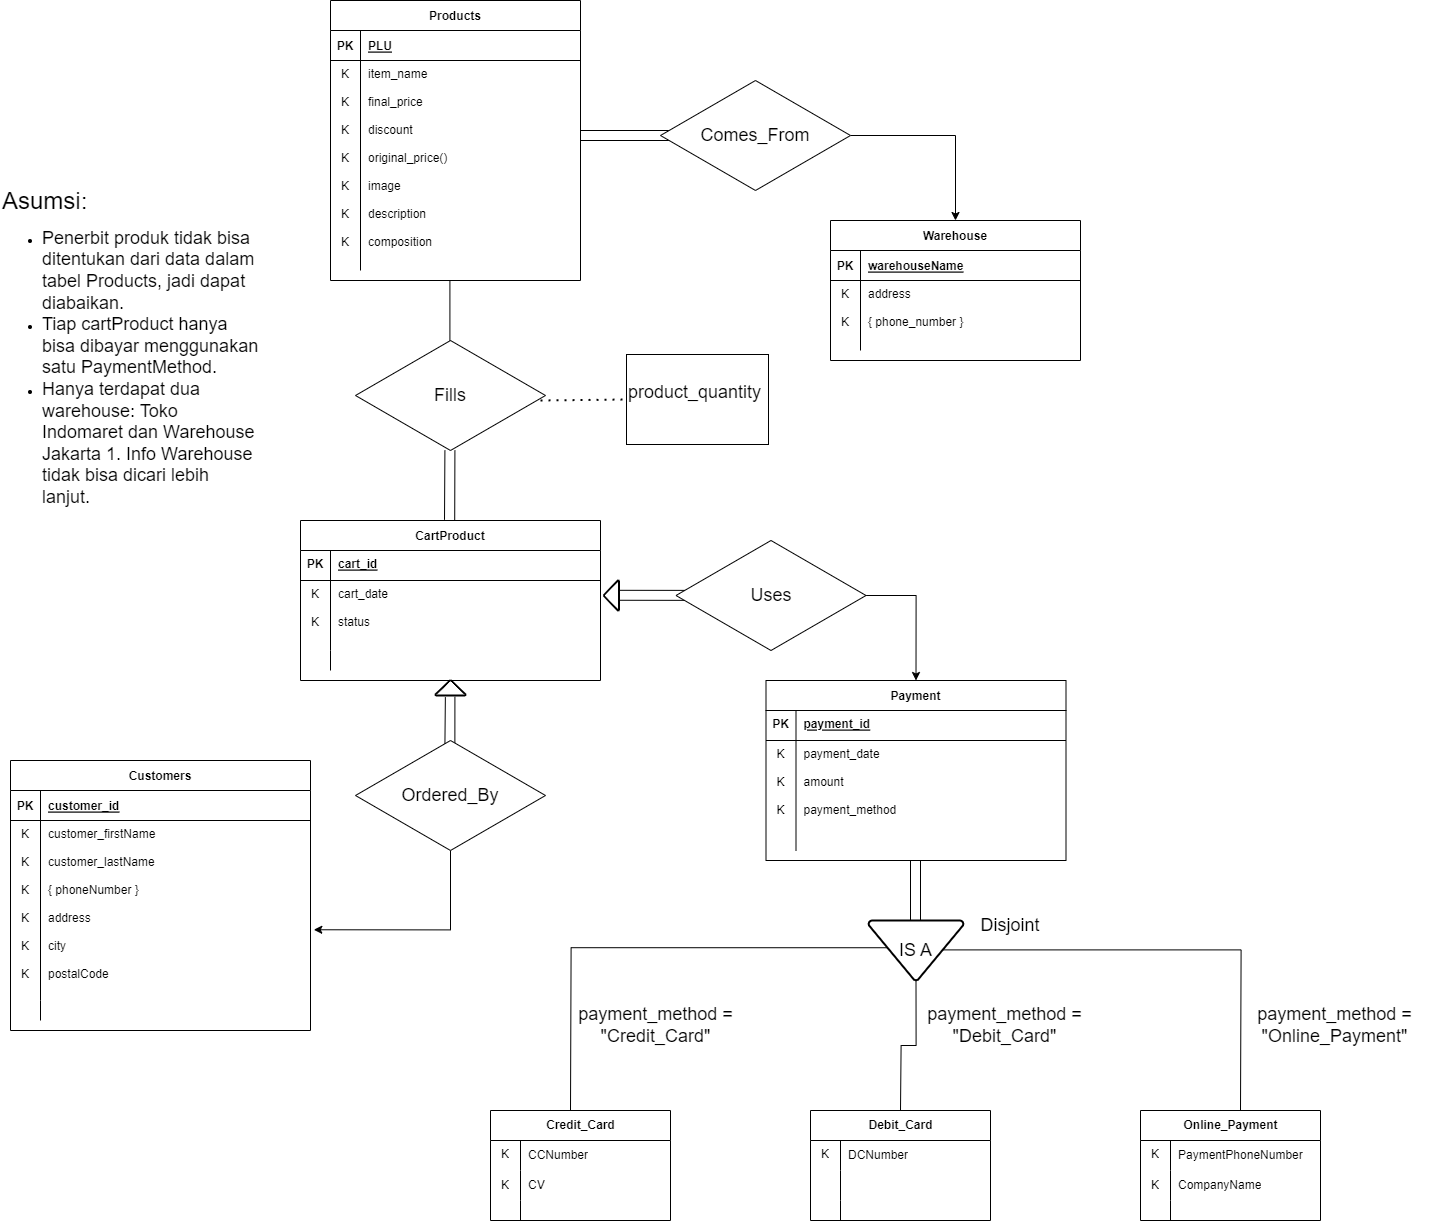 Products
PK PLU
K item_name
K final_price
K discount
K original_price()
K image
K description
K composition
Comes_From
Warehouse
PK warehouseName
K address
K { phone_number }
Asumsi:
• Penerbit produk tidak bisa
ditentukan dari data dalam
tabel Products, jadi dapat
diabaikan.
• Tiap cartProduct hanya
bisa dibayar menggunakan
satu PaymentMethod.
• Hanya terdapat dua
warehouse: Toko
Indomaret dan Warehouse
Jakarta 1. Info Warehouse
tidak bisa dicari lebih
lanjut.
Fills
product_quantity
CartProduct
PK cart_id
K cart_date
K status
Uses
Payment
PK payment_id
K payment_date
K amount
K payment_method
Ordered_By
Customers
PK customer_id
K customer_firstName
K customer_lastName
K { phoneNumber }
K address
K city
K postalCode
IS A
Disjoint
payment_method =
"Credit_Card"
payment_method =
"Debit_Card"
payment_method =
"Online_Payment"
Credit_Card
K CCNumber
K CV
Debit_Card
K DCNumber
Online_Payment
K PaymentPhoneNumber
K CompanyName